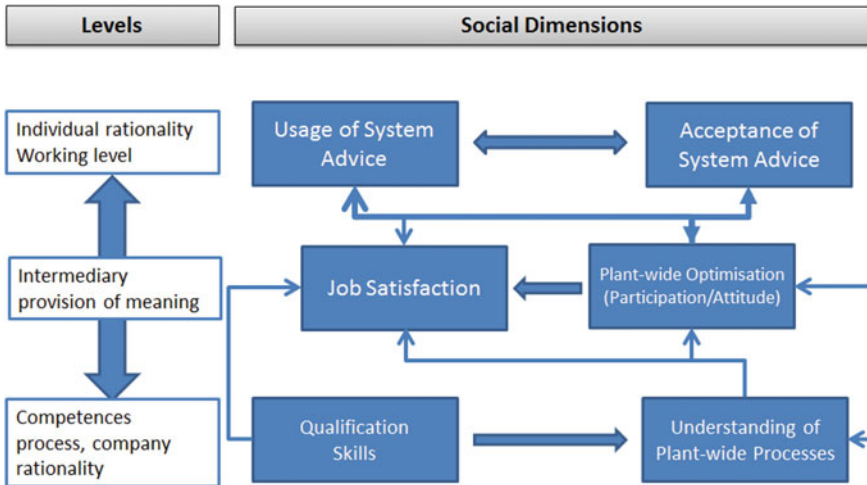 Levels
Social Dimensions
Individual rationality
Working level
Usage of System
Advice
Acceptance of
System Advice
Intermediary
provision of meaning
Job Satisfaction
Plant-wide Optimisation
(Participation/Attitude)
Competences
process, company
rationality
Qualification
Skills
Understanding of
Plant-wide Processes